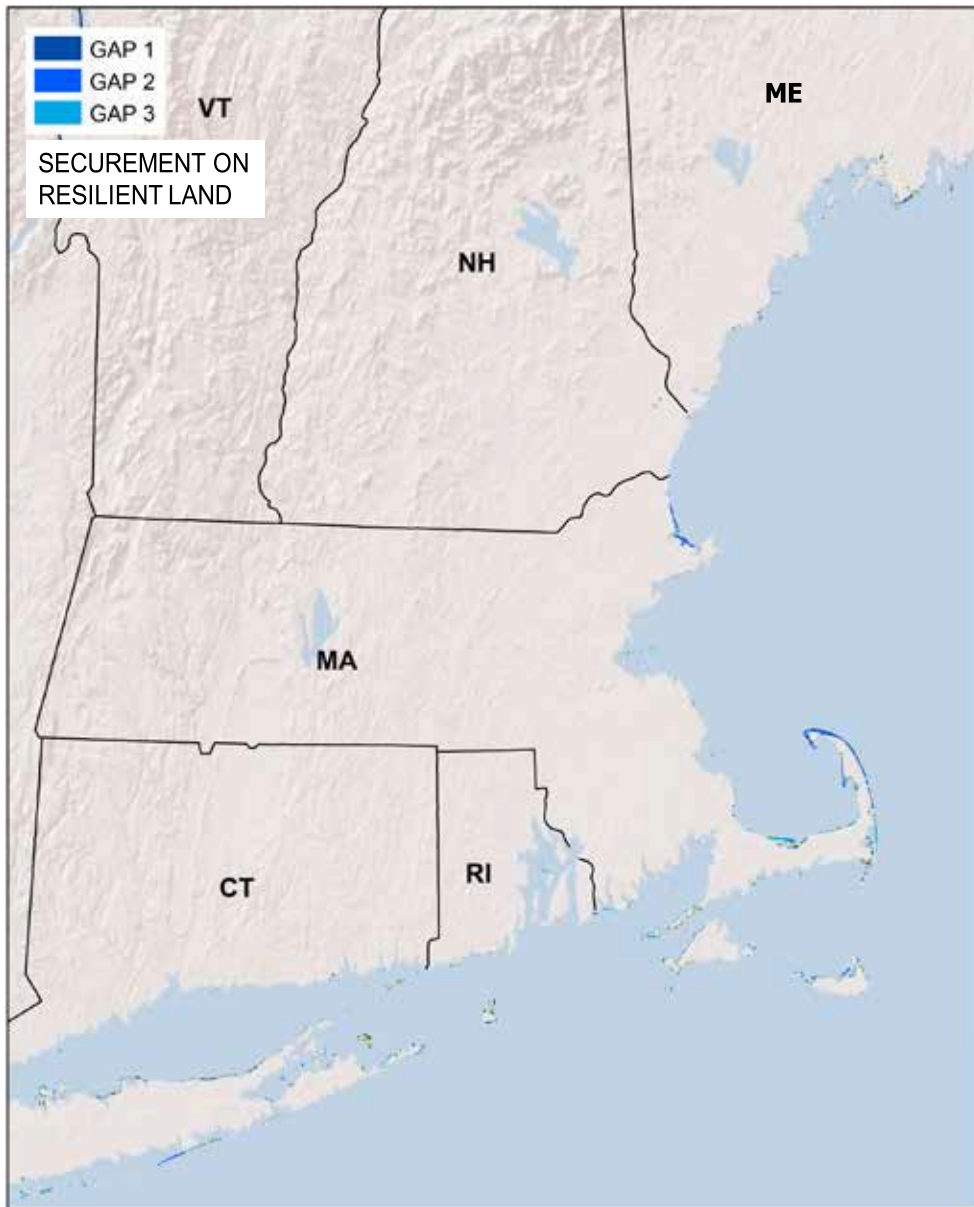 GAP 1
GAP 2
GAP 3
SECUREMENT ON
RESILIENT LAND
VT
ME
NH
MA
CT
RI